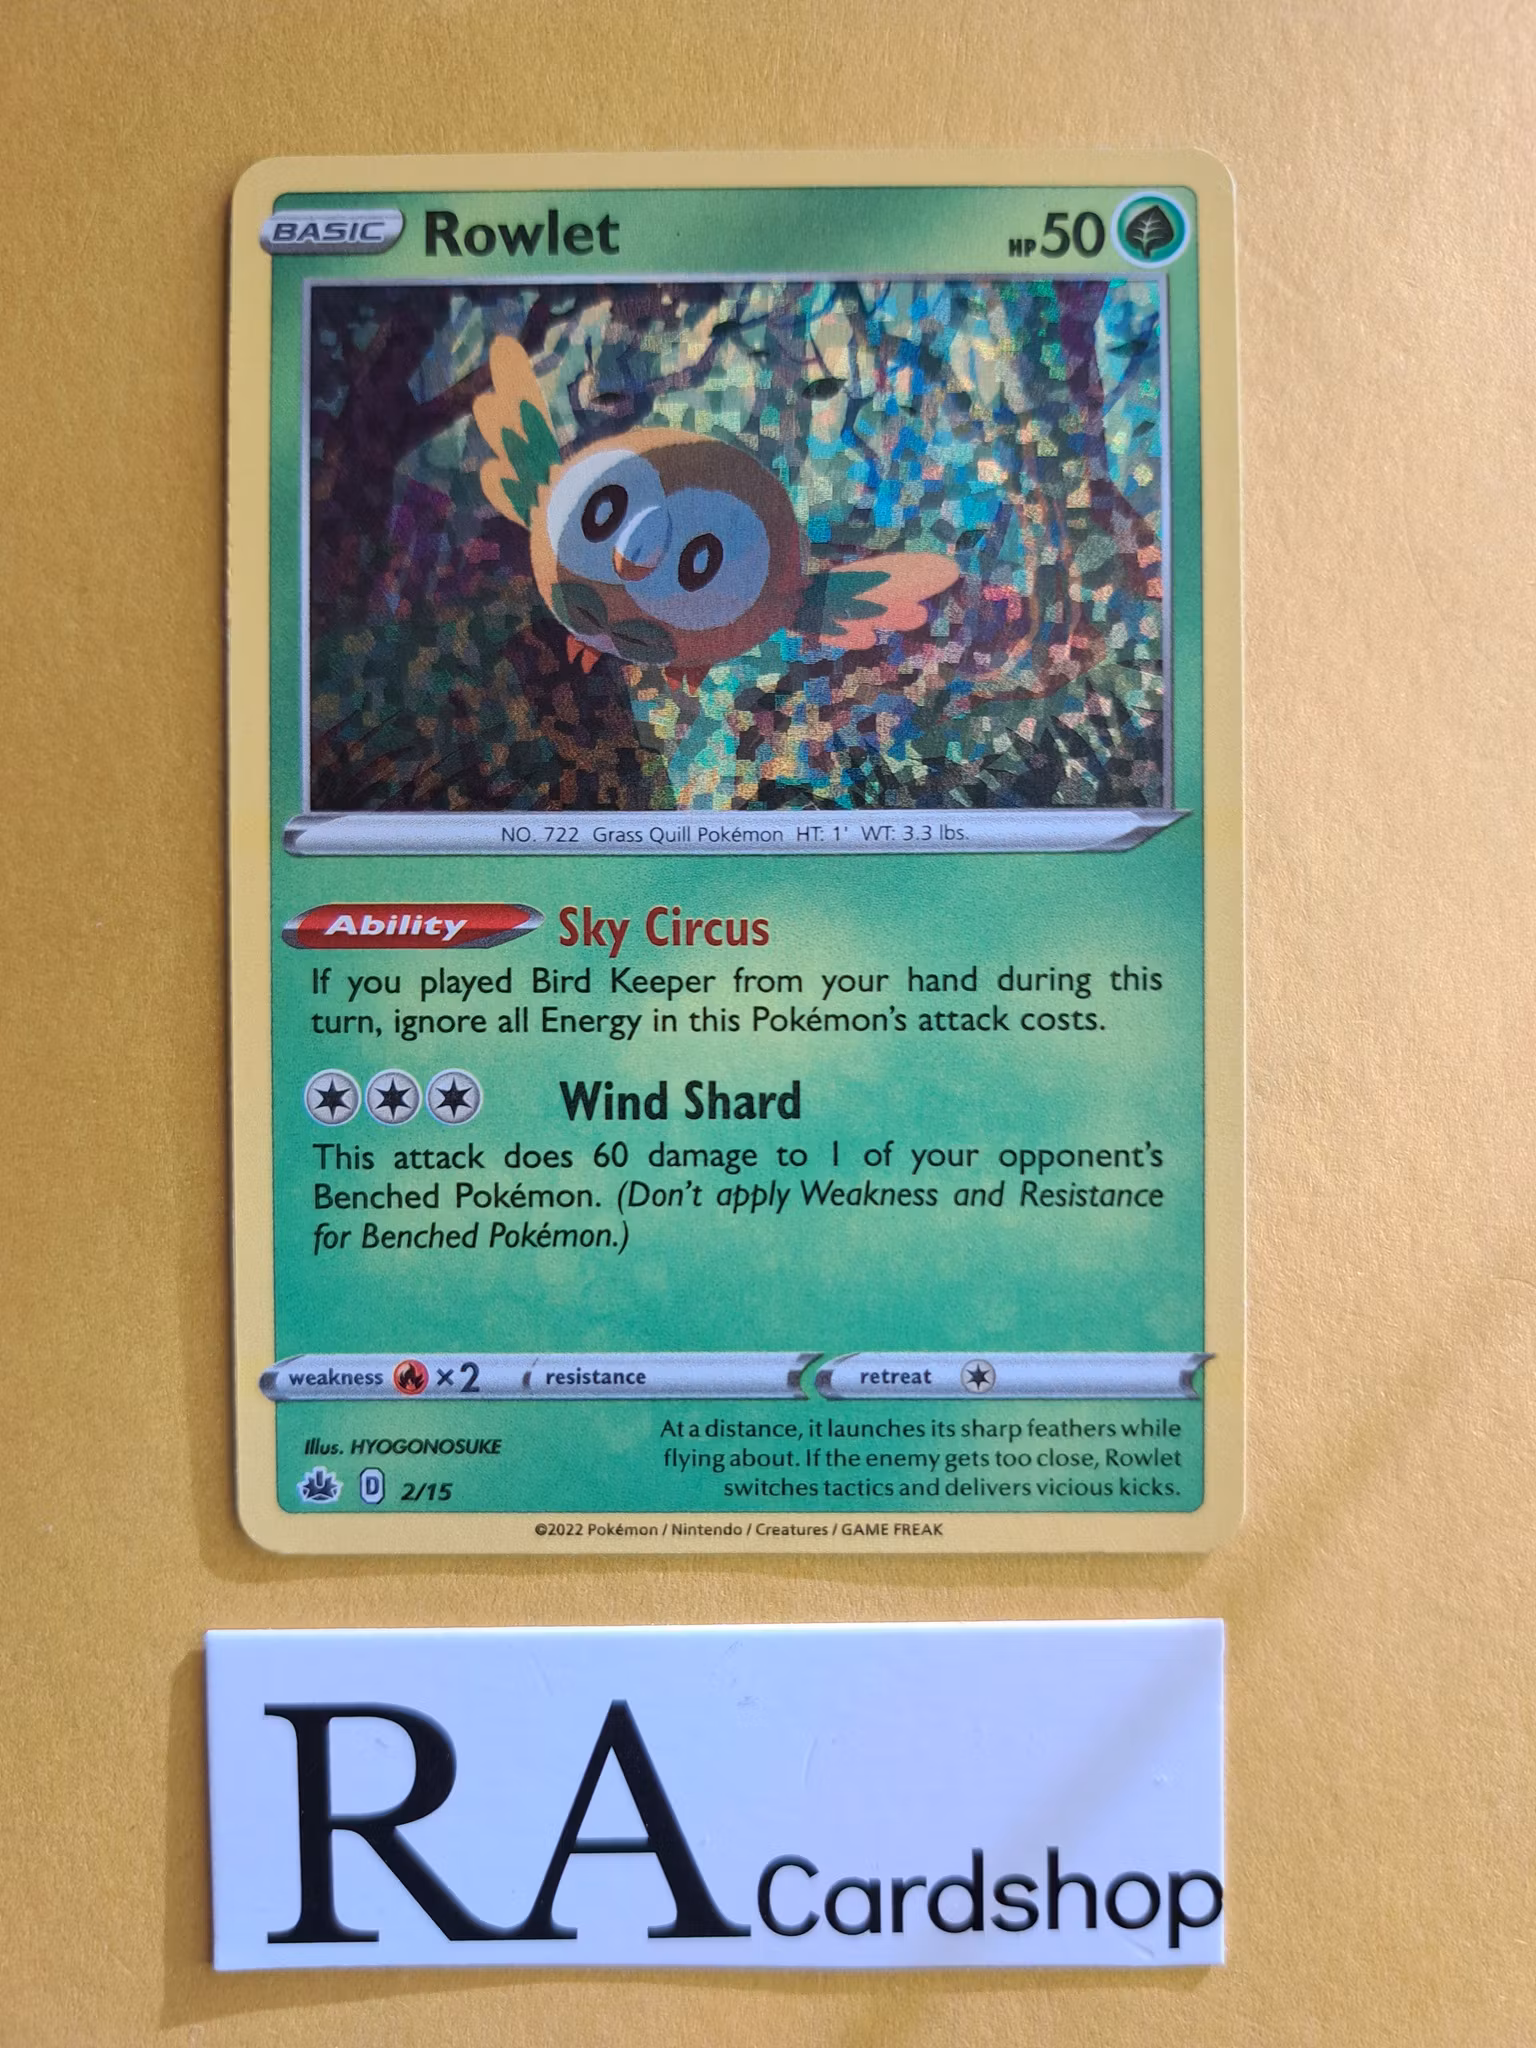 BASIC Rowlet HP 50
NO. 722 Grass Quill Pokémon HT: 1' WT: 3.3 lbs.
Ability Sky Circus
If you played Bird Keeper from your hand during this
turn, ignore all Energy in this Pokémon's attack costs.
Wind Shard
This attack does 60 damage to 1 of your opponent's
Benched Pokémon. (Don't apply Weakness and Resistance
for Benched Pokémon.)
weakness ×2 resistance retreat
At a distance, it launches its sharp feathers while
flying about. If the enemy gets too close, Rowlet
switches tactics and delivers vicious kicks.
Illus. HYOGONOSUKE
D 2/15
©2022 Pokémon / Nintendo / Creatures / GAME FREAK
RA Cardshop